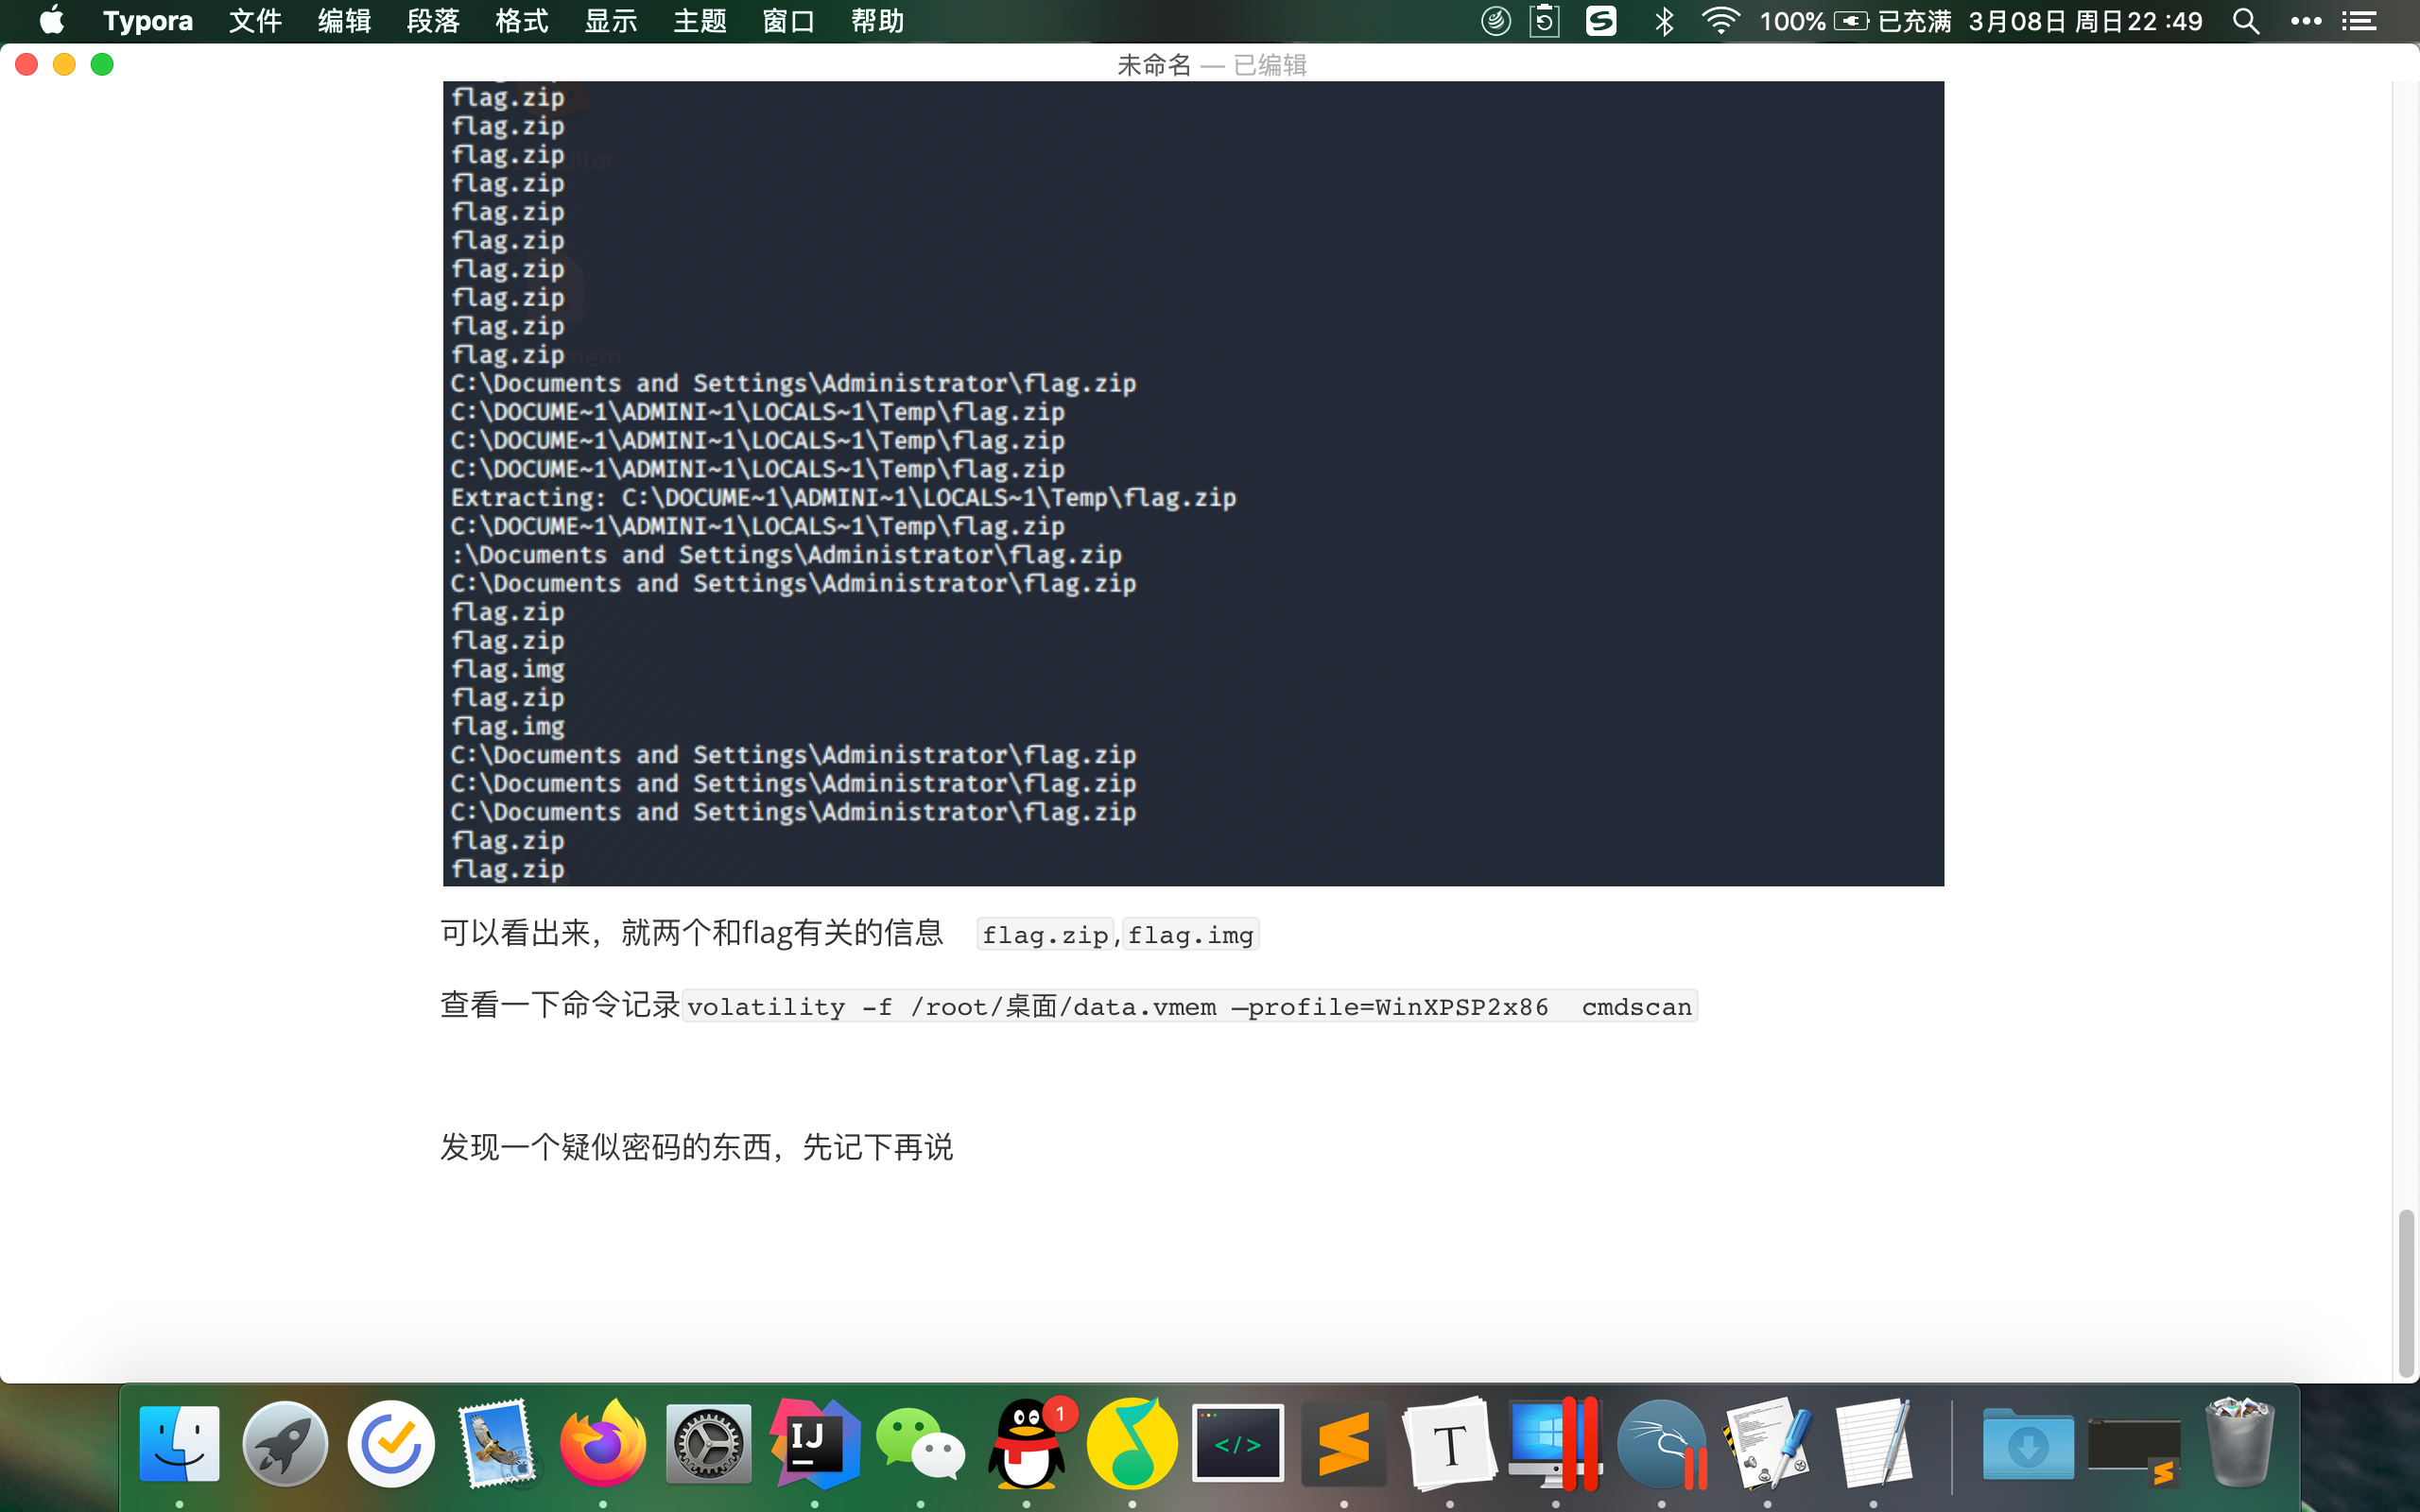 Typora 文件 编辑 段落 格式 显示 主题 窗口 帮助 100% 已充满 3月08日 周日22 :49
未命名 — 已编辑
flag.zip
flag.zip
flag.zip
flag.zip
flag.zip
flag.zip
flag.zip
flag.zip
flag.zip
flag.zip
C:\Documents and Settings\Administrator\flag.zip
C:\DOCUME~1\ADMINI~1\LOCALS~1\Temp\flag.zip
C:\DOCUME~1\ADMINI~1\LOCALS~1\Temp\flag.zip
C:\DOCUME~1\ADMINI~1\LOCALS~1\Temp\flag.zip
Extracting: C:\DOCUME~1\ADMINI~1\LOCALS~1\Temp\flag.zip
C:\DOCUME~1\ADMINI~1\LOCALS~1\Temp\flag.zip
:\Documents and Settings\Administrator\flag.zip
C:\Documents and Settings\Administrator\flag.zip
flag.zip
flag.zip
flag.img
flag.zip
flag.img
C:\Documents and Settings\Administrator\flag.zip
C:\Documents and Settings\Administrator\flag.zip
C:\Documents and Settings\Administrator\flag.zip
flag.zip
flag.zip
可以看出来，就两个和flag有关的信息 flag.zip,flag.img
查看一下命令记录volatility -f /root/桌面/data.vmem —profile=WinXPSP2x86 cmdscan
发现一个疑似密码的东西，先记下再说
IJ
1
</>
T